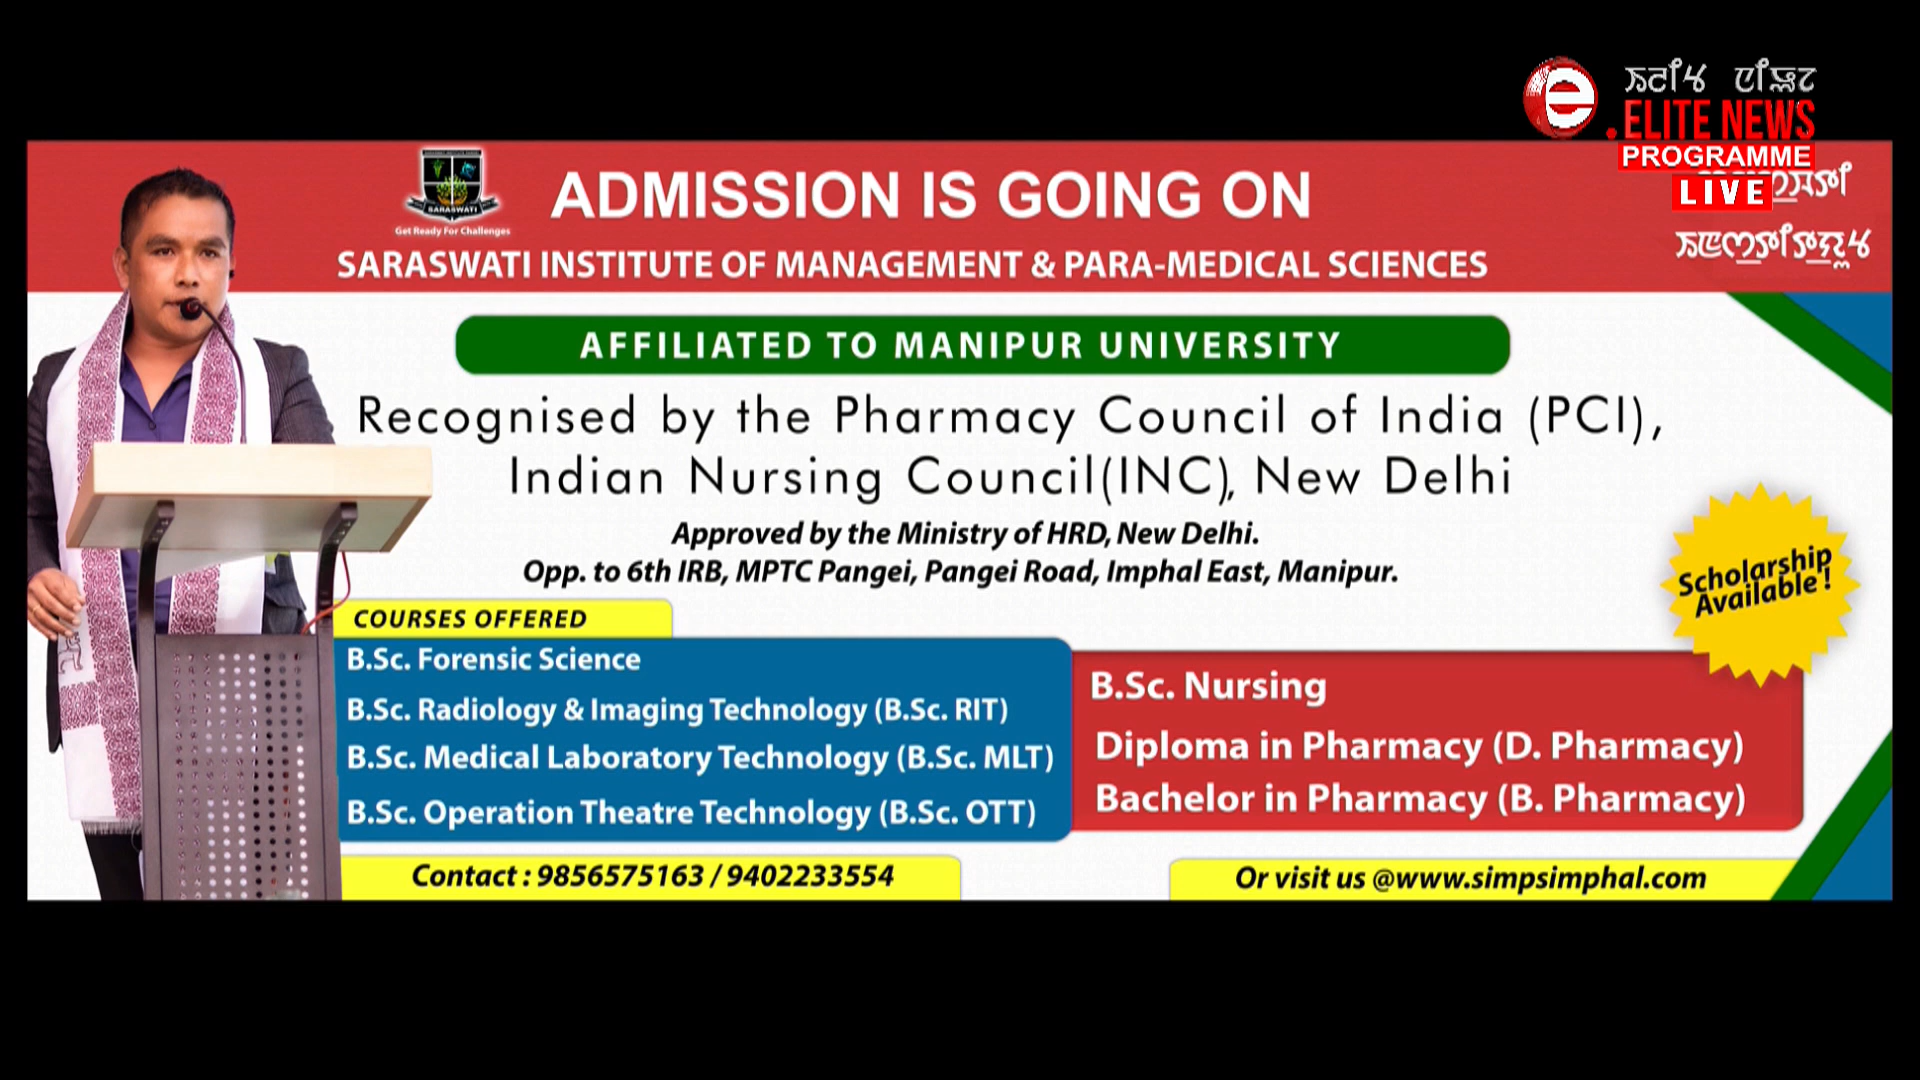 ELITE NEWS
PROGRAMME
LIVE
SARASWATI
Get Ready For Challenges
ADMISSION IS GOING ON
SARASWATI INSTITUTE OF MANAGEMENT & PARA-MEDICAL SCIENCES
AFFILIATED TO MANIPUR UNIVERSITY
Recognised by the Pharmacy Council of India (PCI),
Indian Nursing Council(INC), New Delhi
Approved by the Ministry of HRD, New Delhi.
Opp. to 6th IRB, MPTC Pangei, Pangei Road, Imphal East, Manipur.
Scholarship
Available !
COURSES OFFERED
B.Sc. Forensic Science
B.Sc. Radiology & Imaging Technology (B.Sc. RIT)
B.Sc. Medical Laboratory Technology (B.Sc. MLT)
B.Sc. Operation Theatre Technology (B.Sc. OTT)
B.Sc. Nursing
Diploma in Pharmacy (D. Pharmacy)
Bachelor in Pharmacy (B. Pharmacy)
Contact : 9856575163 / 9402233554
Or visit us @www.simpsimphal.com